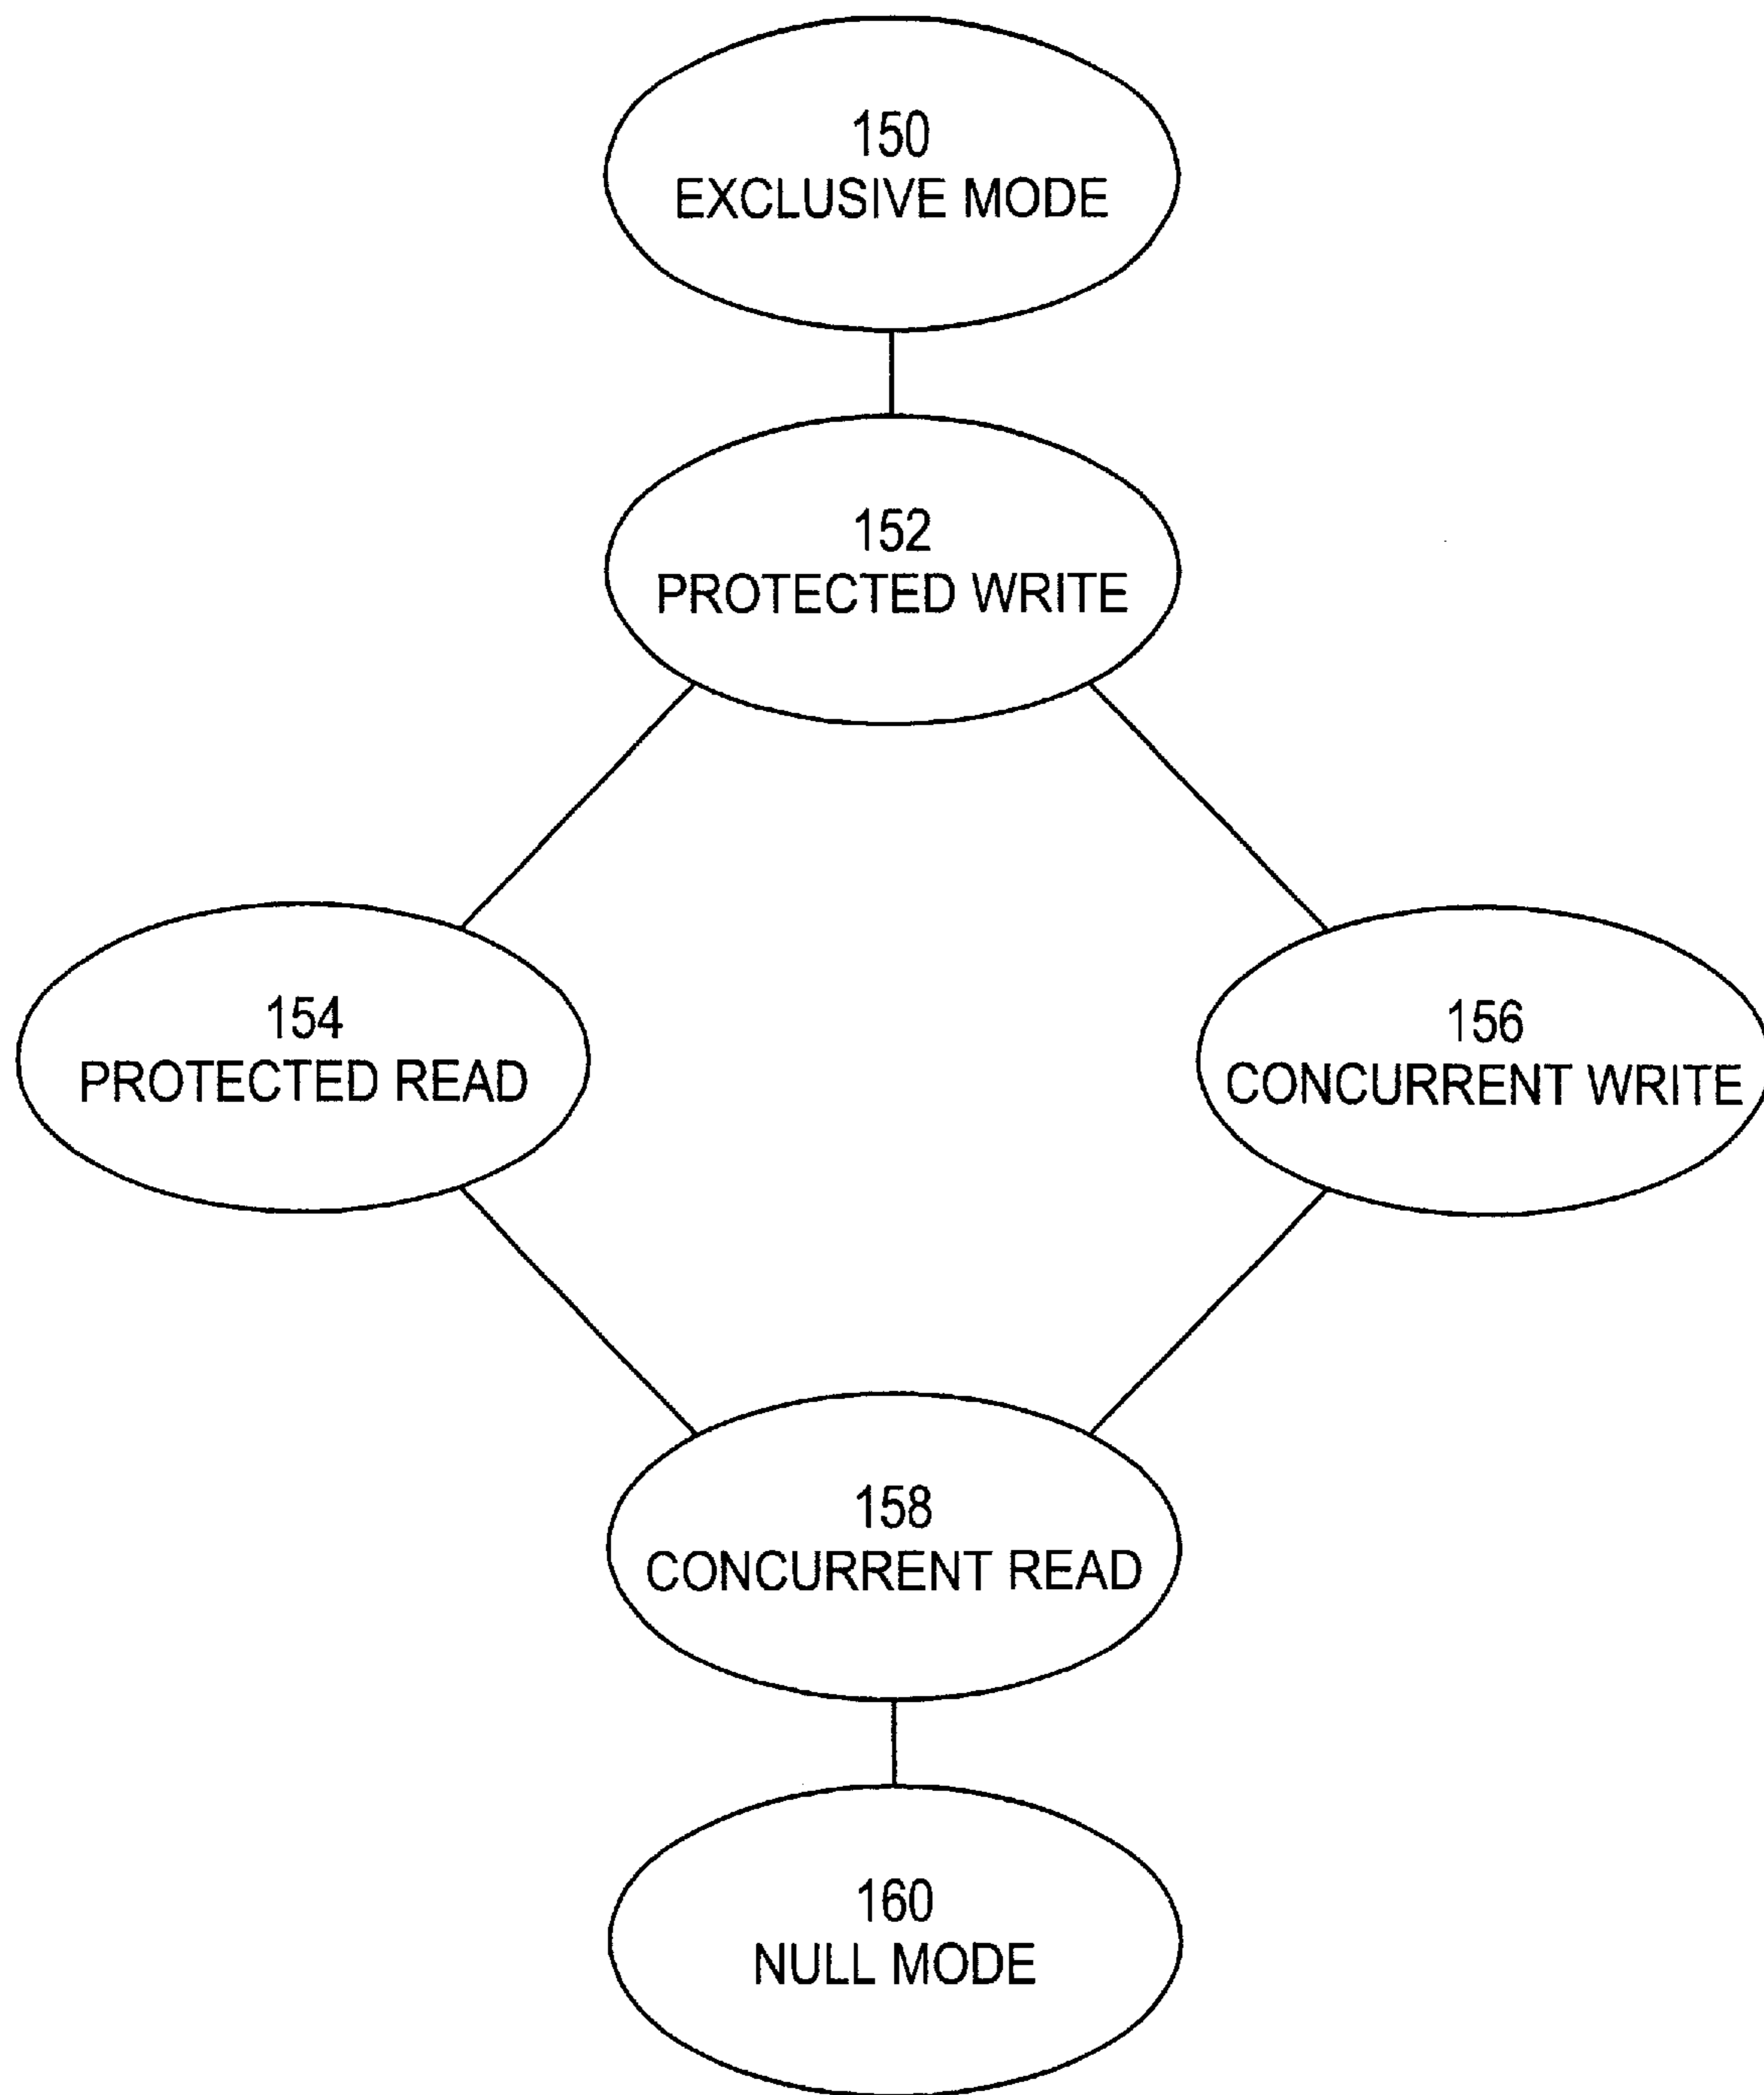 150
EXCLUSIVE MODE
152
PROTECTED WRITE
154
PROTECTED READ
156
CONCURRENT WRITE
158
CONCURRENT READ
160
NULL MODE